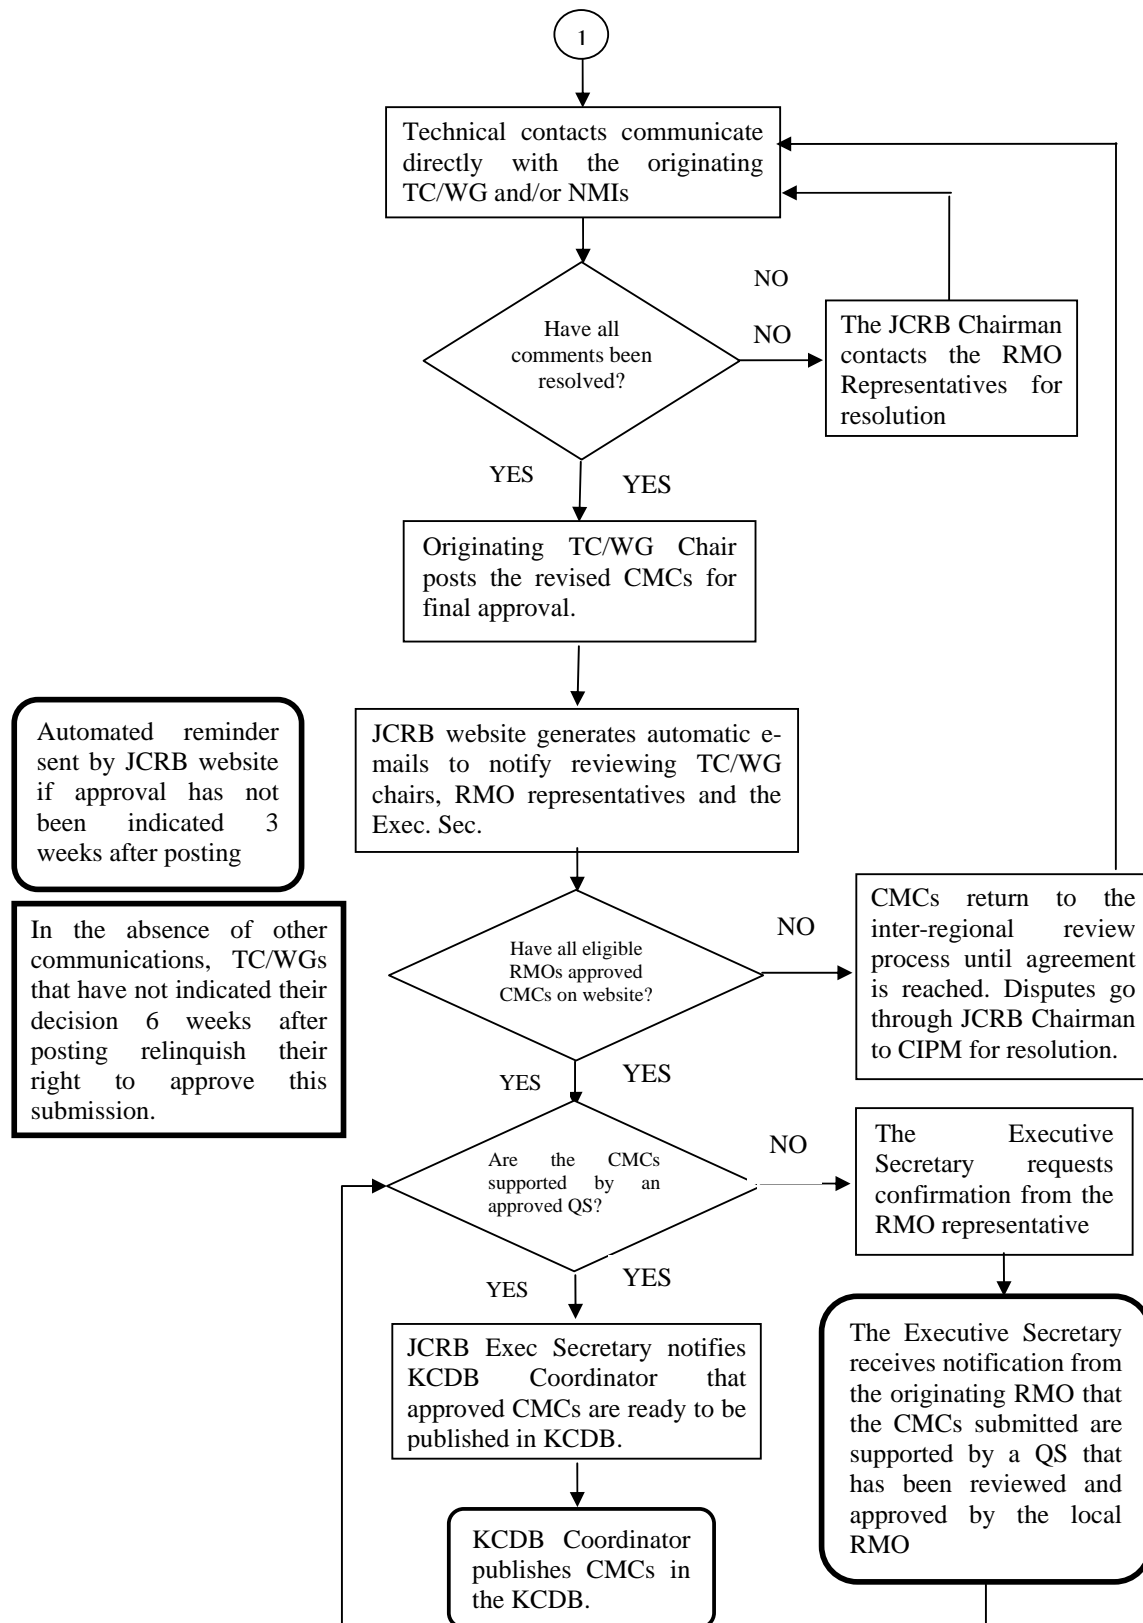 1
Technical contacts communicate
directly with the originating
TC/WG and/or NMIs
NO
Have all
comments been
resolved?
NO
The JCRB Chairman
contacts the RMO
Representatives for
resolution
YES
YES
Originating TC/WG Chair
posts the revised CMCs for
final approval.
Automated reminder
sent by JCRB website
if approval has not
been indicated 3
weeks after posting
JCRB website generates automatic e-
mails to notify reviewing TC/WG
chairs, RMO representatives and the
Exec. Sec.
In the absence of other
communications, TC/WGs
that have not indicated their
decision 6 weeks after
posting relinquish their
right to approve this
submission.
Have all eligible
RMOs approved
CMCs on website?
NO
CMCs return to the
inter-regional review
process until agreement
is reached. Disputes go
through JCRB Chairman
to CIPM for resolution.
YES
YES
Are the CMCs
supported by an
approved QS?
NO
The Executive
Secretary requests
confirmation from the
RMO representative
YES
YES
JCRB Exec Secretary notifies
KCDB Coordinator that
approved CMCs are ready to be
published in KCDB.
The Executive Secretary
receives notification from
the originating RMO that
the CMCs submitted are
supported by a QS that
has been reviewed and
approved by the local
RMO
KCDB Coordinator
publishes CMCs in
the KCDB.